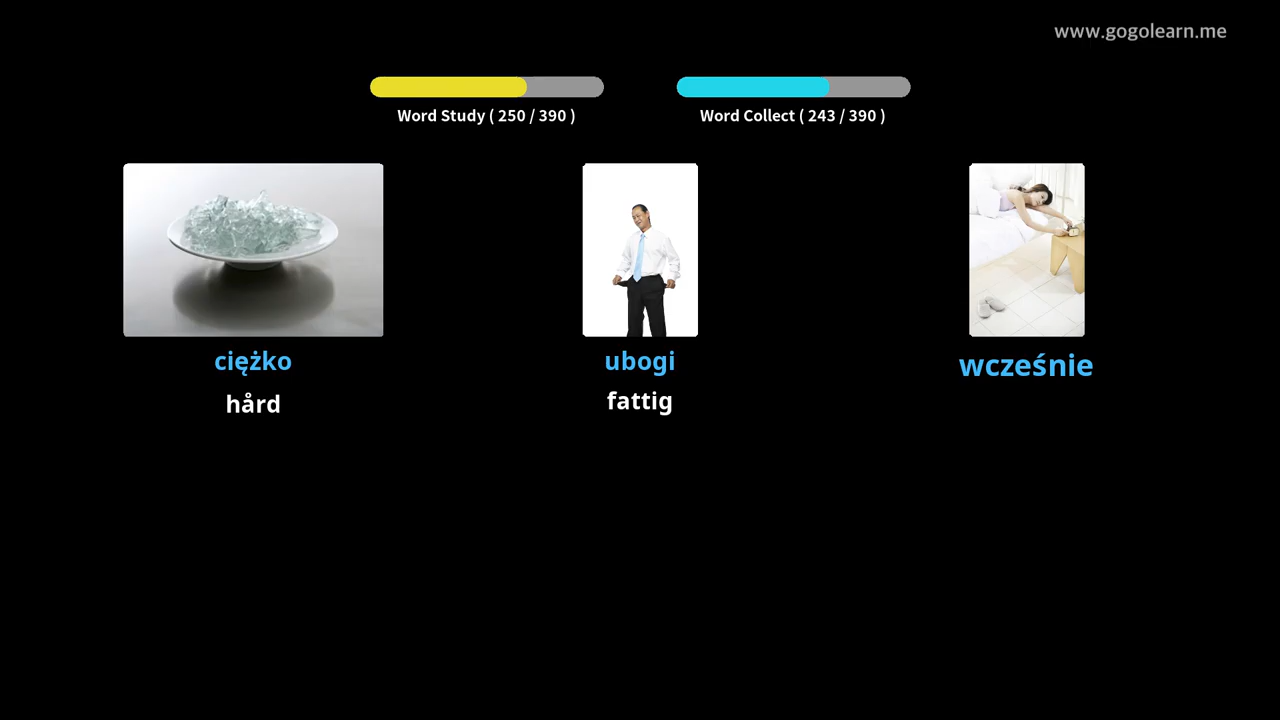 www.gogolearn.me
Word Study ( 250 / 390 )
Word Collect ( 243 / 390 )
ciężko
ubogi
wcześnie
hård
fattig